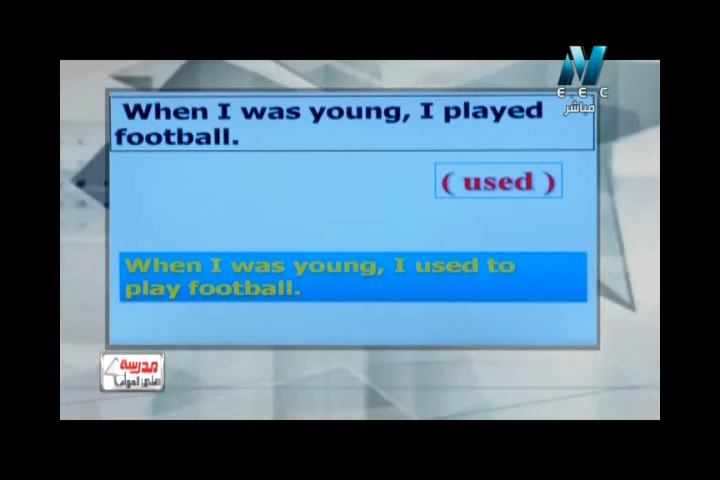 E.E.C
مباشر
When I was young, I played
football.
( used )
When I was young, I used to
play football.
مدرسة
على الهواء